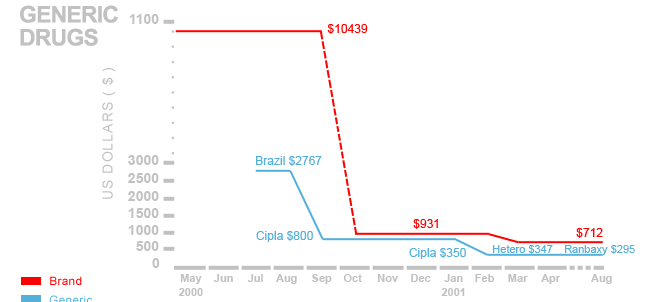 GENERIC
DRUGS
1100
$10439
US DOLLARS ( $ )
3000
2500
2000
1500
1000
500
0
Brazil $2767
Cipla $800
$931
Cipla $350
$712
Hetero $347
Ranbaxy $295
May Jun Jul Aug Sep Oct Nov Dec Jan Feb Mar Apr Aug
2000 2001
Brand
Generic